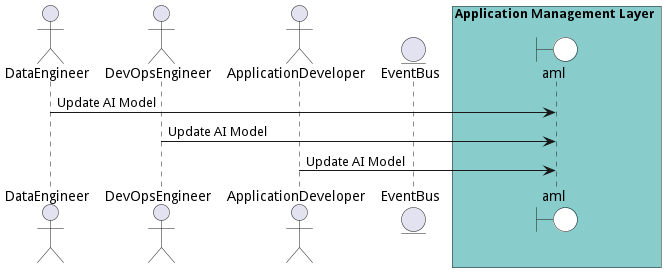 Application Management Layer
DataEngineer DevOpsEngineer ApplicationDeveloper EventBus aml
Update AI Model
Update AI Model
Update AI Model
DataEngineer DevOpsEngineer ApplicationDeveloper EventBus aml